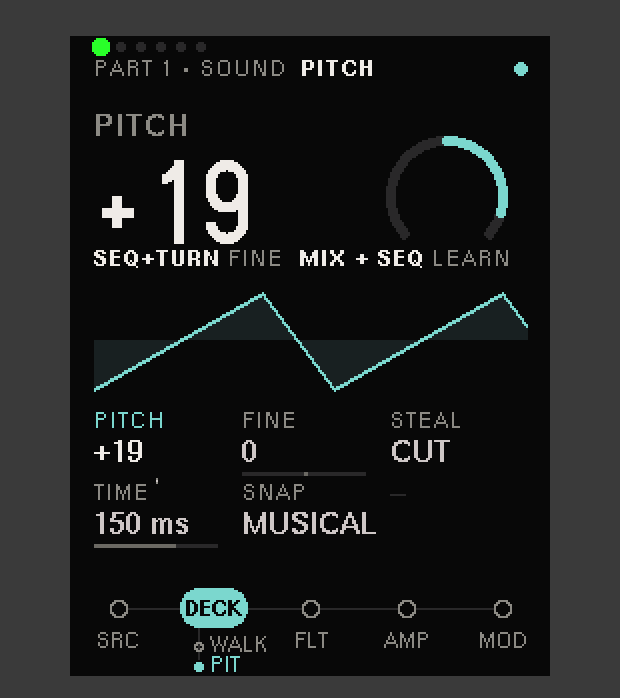 PART 1 • SOUND PITCH
PITCH
+19
SEQ+TURN FINE MIX + SEQ LEARN
PITCH FINE STEAL
+19 0 CUT
TIME' SNAP —
150 ms MUSICAL
DECK
SRC WALK FLT AMP MOD
PIT